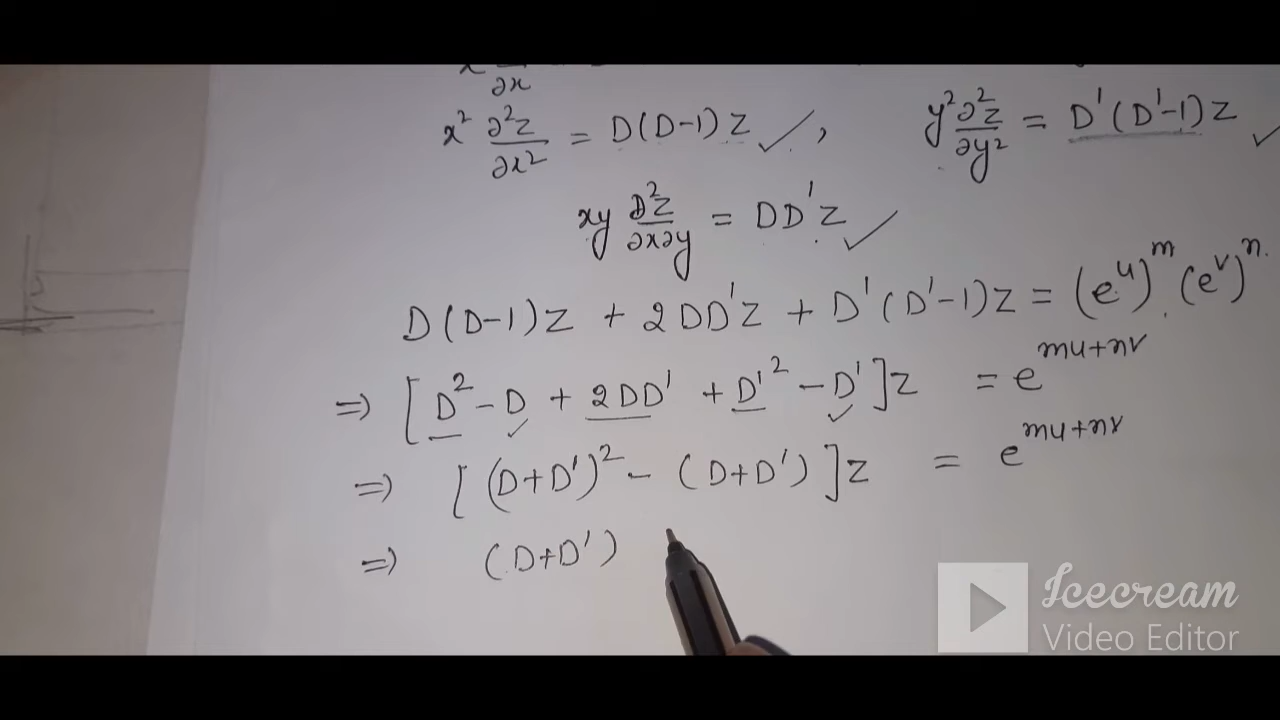 ∂x
x² ∂²z/∂x² = D(D-1)z ✓, y² ∂²z/∂y² = D'(D'-1)z ✓
xy D²z/∂x∂y = DD'z ✓
D(D-1)z + 2DD'z + D'(D'-1)z = (e^u)^m . (e^v)^n.
⇒ [D² - D + 2DD' + D'² - D']z = e^mu+nv
⇒ [(D+D')² - (D+D')]z = e^mu+nv
⇒ (D+D')
Icecream
Video Editor